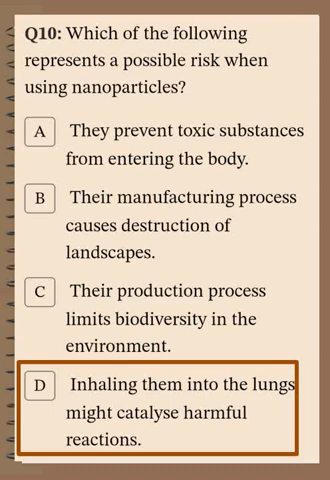 Q10: Which of the following
represents a possible risk when
using nanoparticles?
A They prevent toxic substances
from entering the body.
B Their manufacturing process
causes destruction of
landscapes.
C Their production process
limits biodiversity in the
environment.
D Inhaling them into the lungs
might catalyse harmful
reactions.